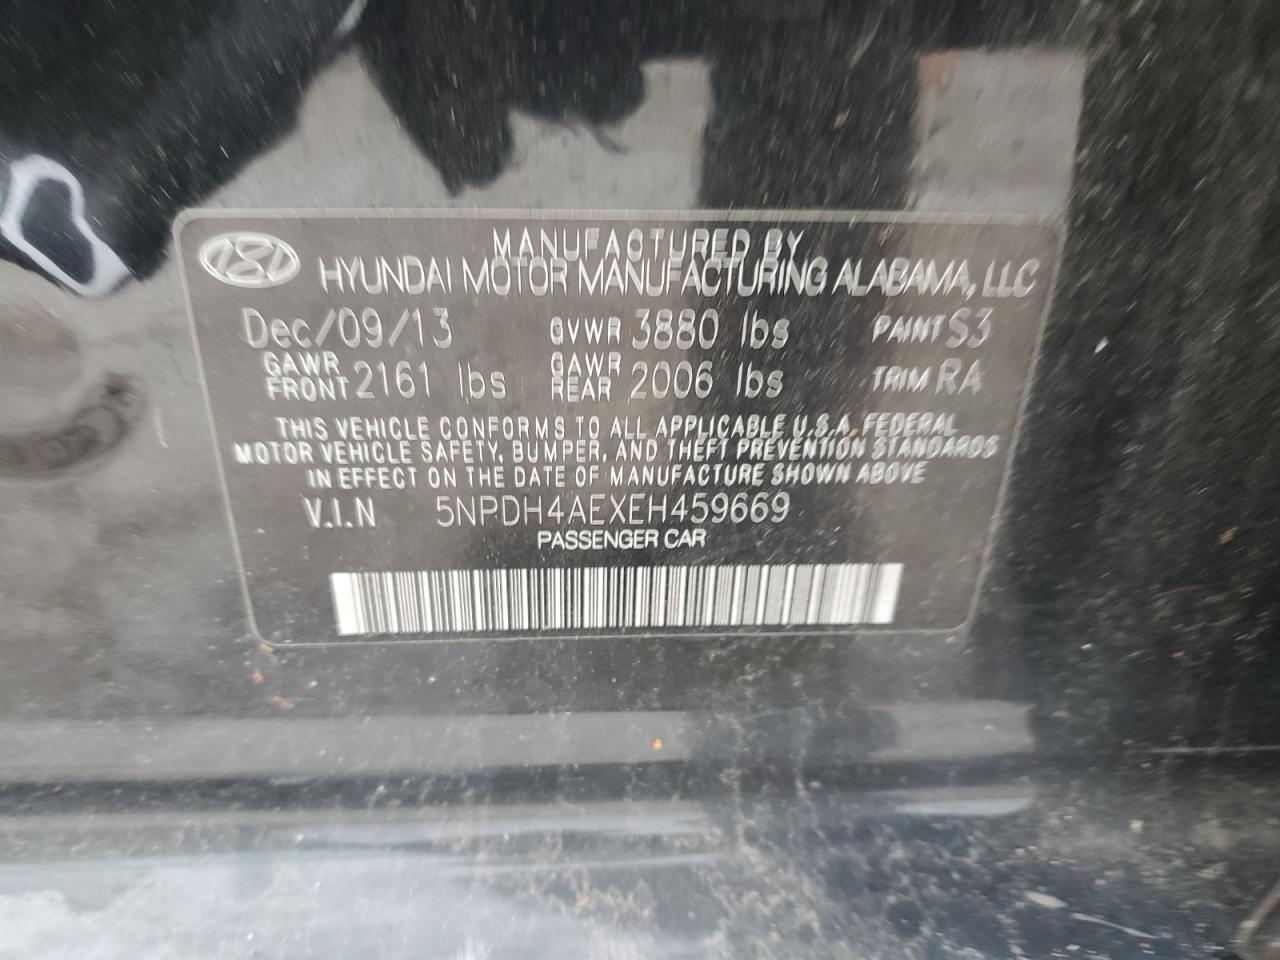 MANUFACTURED BY
HYUNDAI MOTOR MANUFACTURING ALABAMA, LLC
Dec/09/13 GVWR 3880 lbs PAINT S3
GAWR FRONT 2161 lbs GAWR REAR 2006 lbs TRIM RA
THIS VEHICLE CONFORMS TO ALL APPLICABLE U.S.A. FEDERAL
MOTOR VEHICLE SAFETY, BUMPER, AND THEFT PREVENTION STANDARDS
IN EFFECT ON THE DATE OF MANUFACTURE SHOWN ABOVE
V.I.N 5NPDH4AEXEH459669
PASSENGER CAR